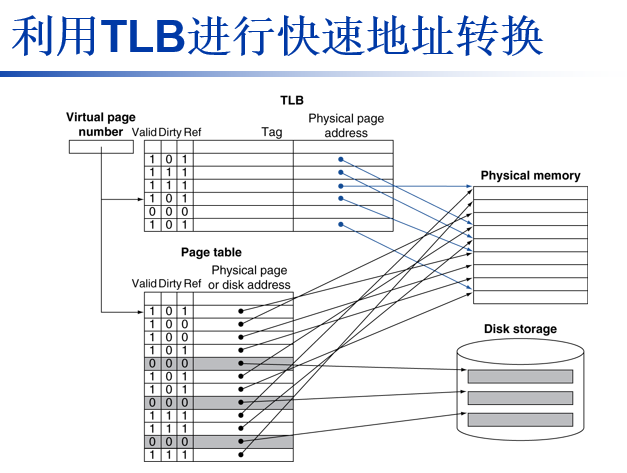 利用TLB进行快速地址转换
TLB
Virtual page
number
Valid Dirty Ref
Tag
Physical page
address
1 0 1
1 1 1
1 1 1
1 0 1
0 0 0
1 0 1
Physical memory
Page table
Physical page
Valid Dirty Ref or disk address
1 0 1
1 0 0
1 0 0
1 0 1
0 0 0
1 0 1
1 0 1
0 0 0
1 1 1
1 1 1
0 0 0
1 1 1
Disk storage